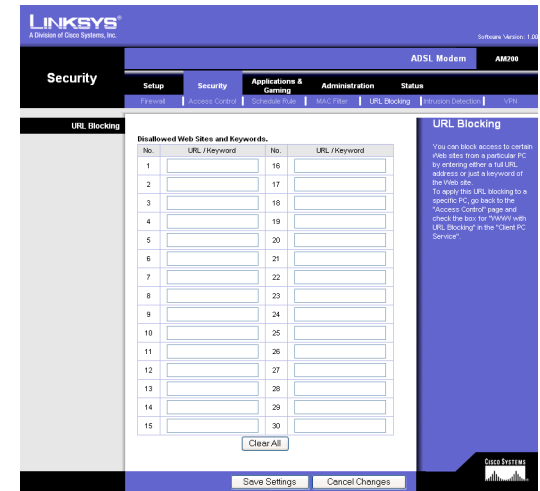 LINKSYS®
A Division of Cisco Systems, Inc.
Software Version: 1.00
ADSL Modem
AM200
Security
Setup
Security
Applications & Gaming
Administration
Status
Firewall
Access Control
Schedule Rule
MAC Filter
URL Blocking
Intrusion Detection
VPN
URL Blocking
Disallowed Web Sites and Keywords.
No. URL / Keyword No. URL / Keyword
1 16
2 17
3 18
4 19
5 20
6 21
7 22
8 23
9 24
10 25
11 26
12 27
13 28
14 29
15 30
Clear All
URL Blocking
You can block access to certain
Web sites from a particular PC
by entering either a full URL
address or just a keyword of
the Web site.
To apply this URL blocking to a
specific PC, go back to the
"Access Control" page and
check the box for "WWW with
URL Blocking" in the "Client PC
Service".
Save Settings
Cancel Changes
CISCO SYSTEMS